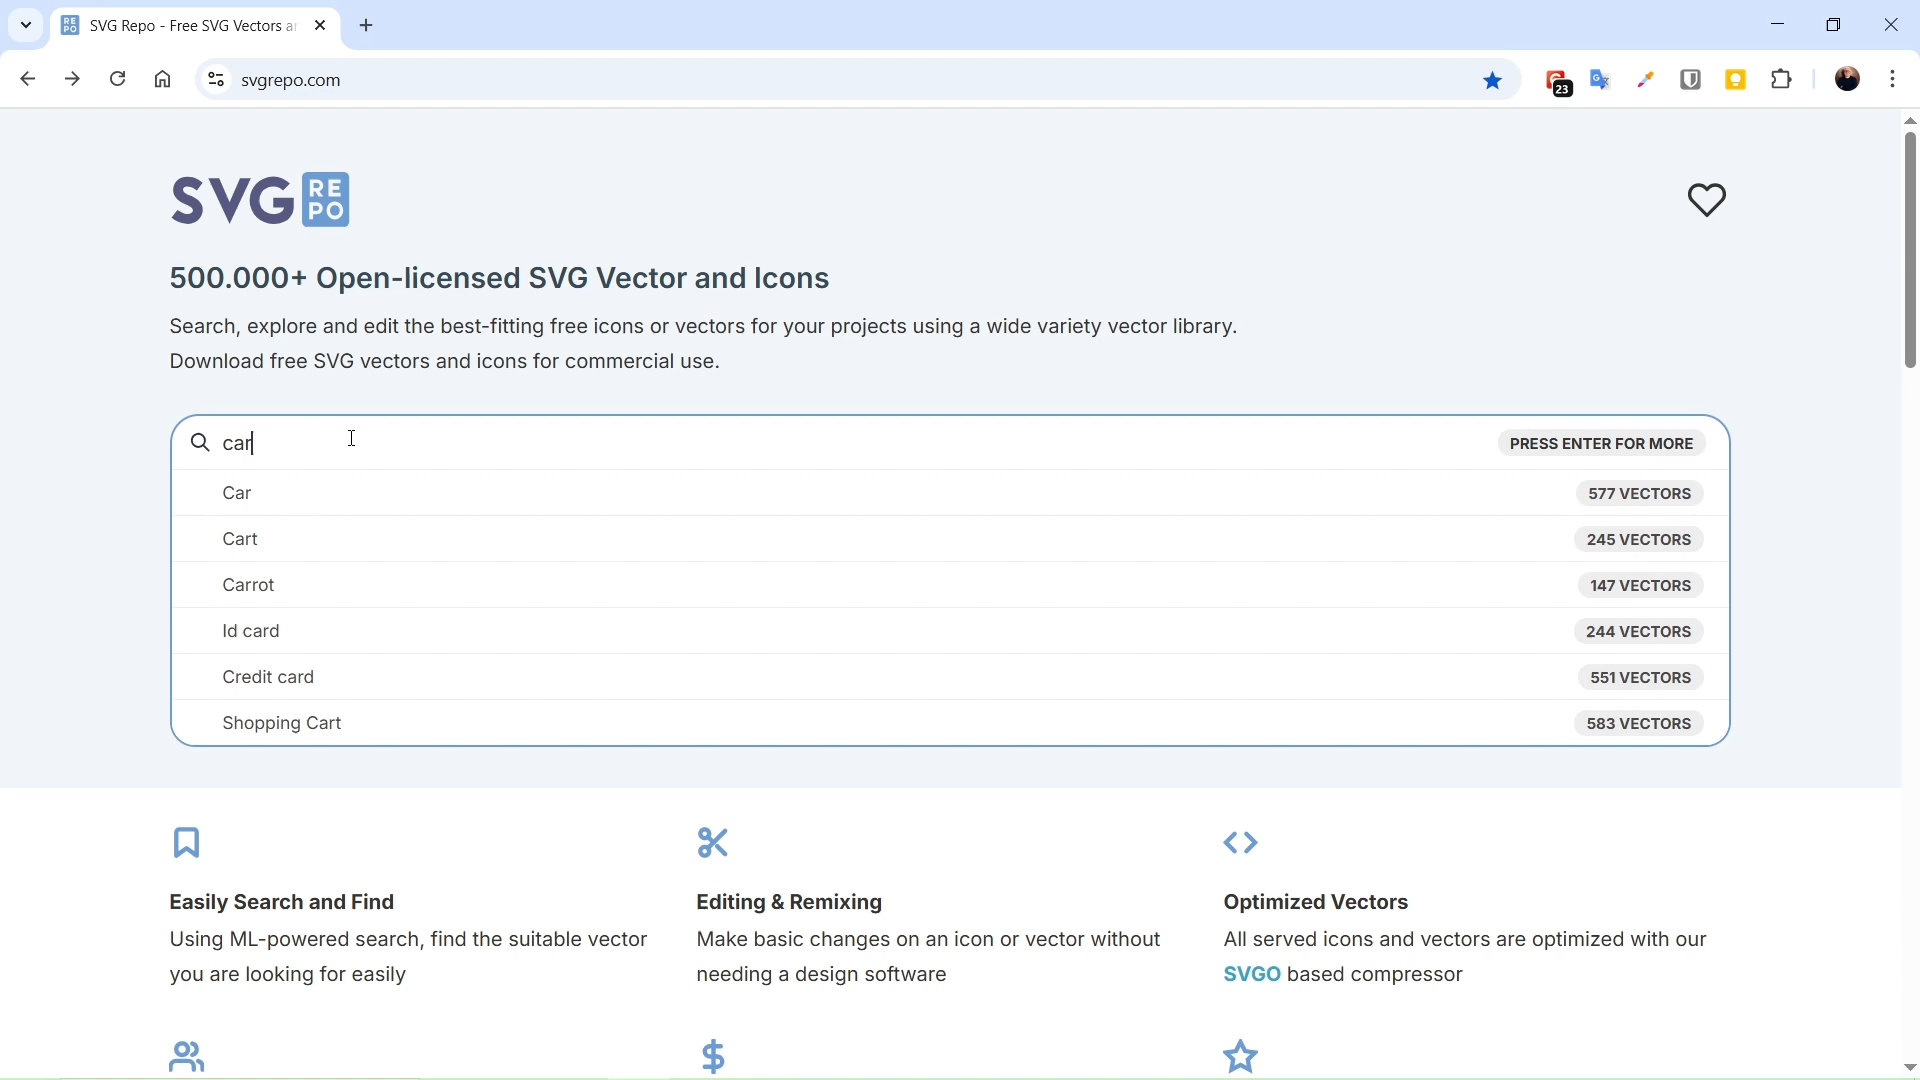 SVG Repo - Free SVG Vectors ar
svgrepo.com
23
SVG RE PO
500.000+ Open-licensed SVG Vector and Icons
Search, explore and edit the best-fitting free icons or vectors for your projects using a wide variety vector library.
Download free SVG vectors and icons for commercial use.
car PRESS ENTER FOR MORE
Car 577 VECTORS
Cart 245 VECTORS
Carrot 147 VECTORS
Id card 244 VECTORS
Credit card 551 VECTORS
Shopping Cart 583 VECTORS
Easily Search and Find
Using ML-powered search, find the suitable vector
you are looking for easily
Editing & Remixing
Make basic changes on an icon or vector without
needing a design software
Optimized Vectors
All served icons and vectors are optimized with our
SVGO based compressor